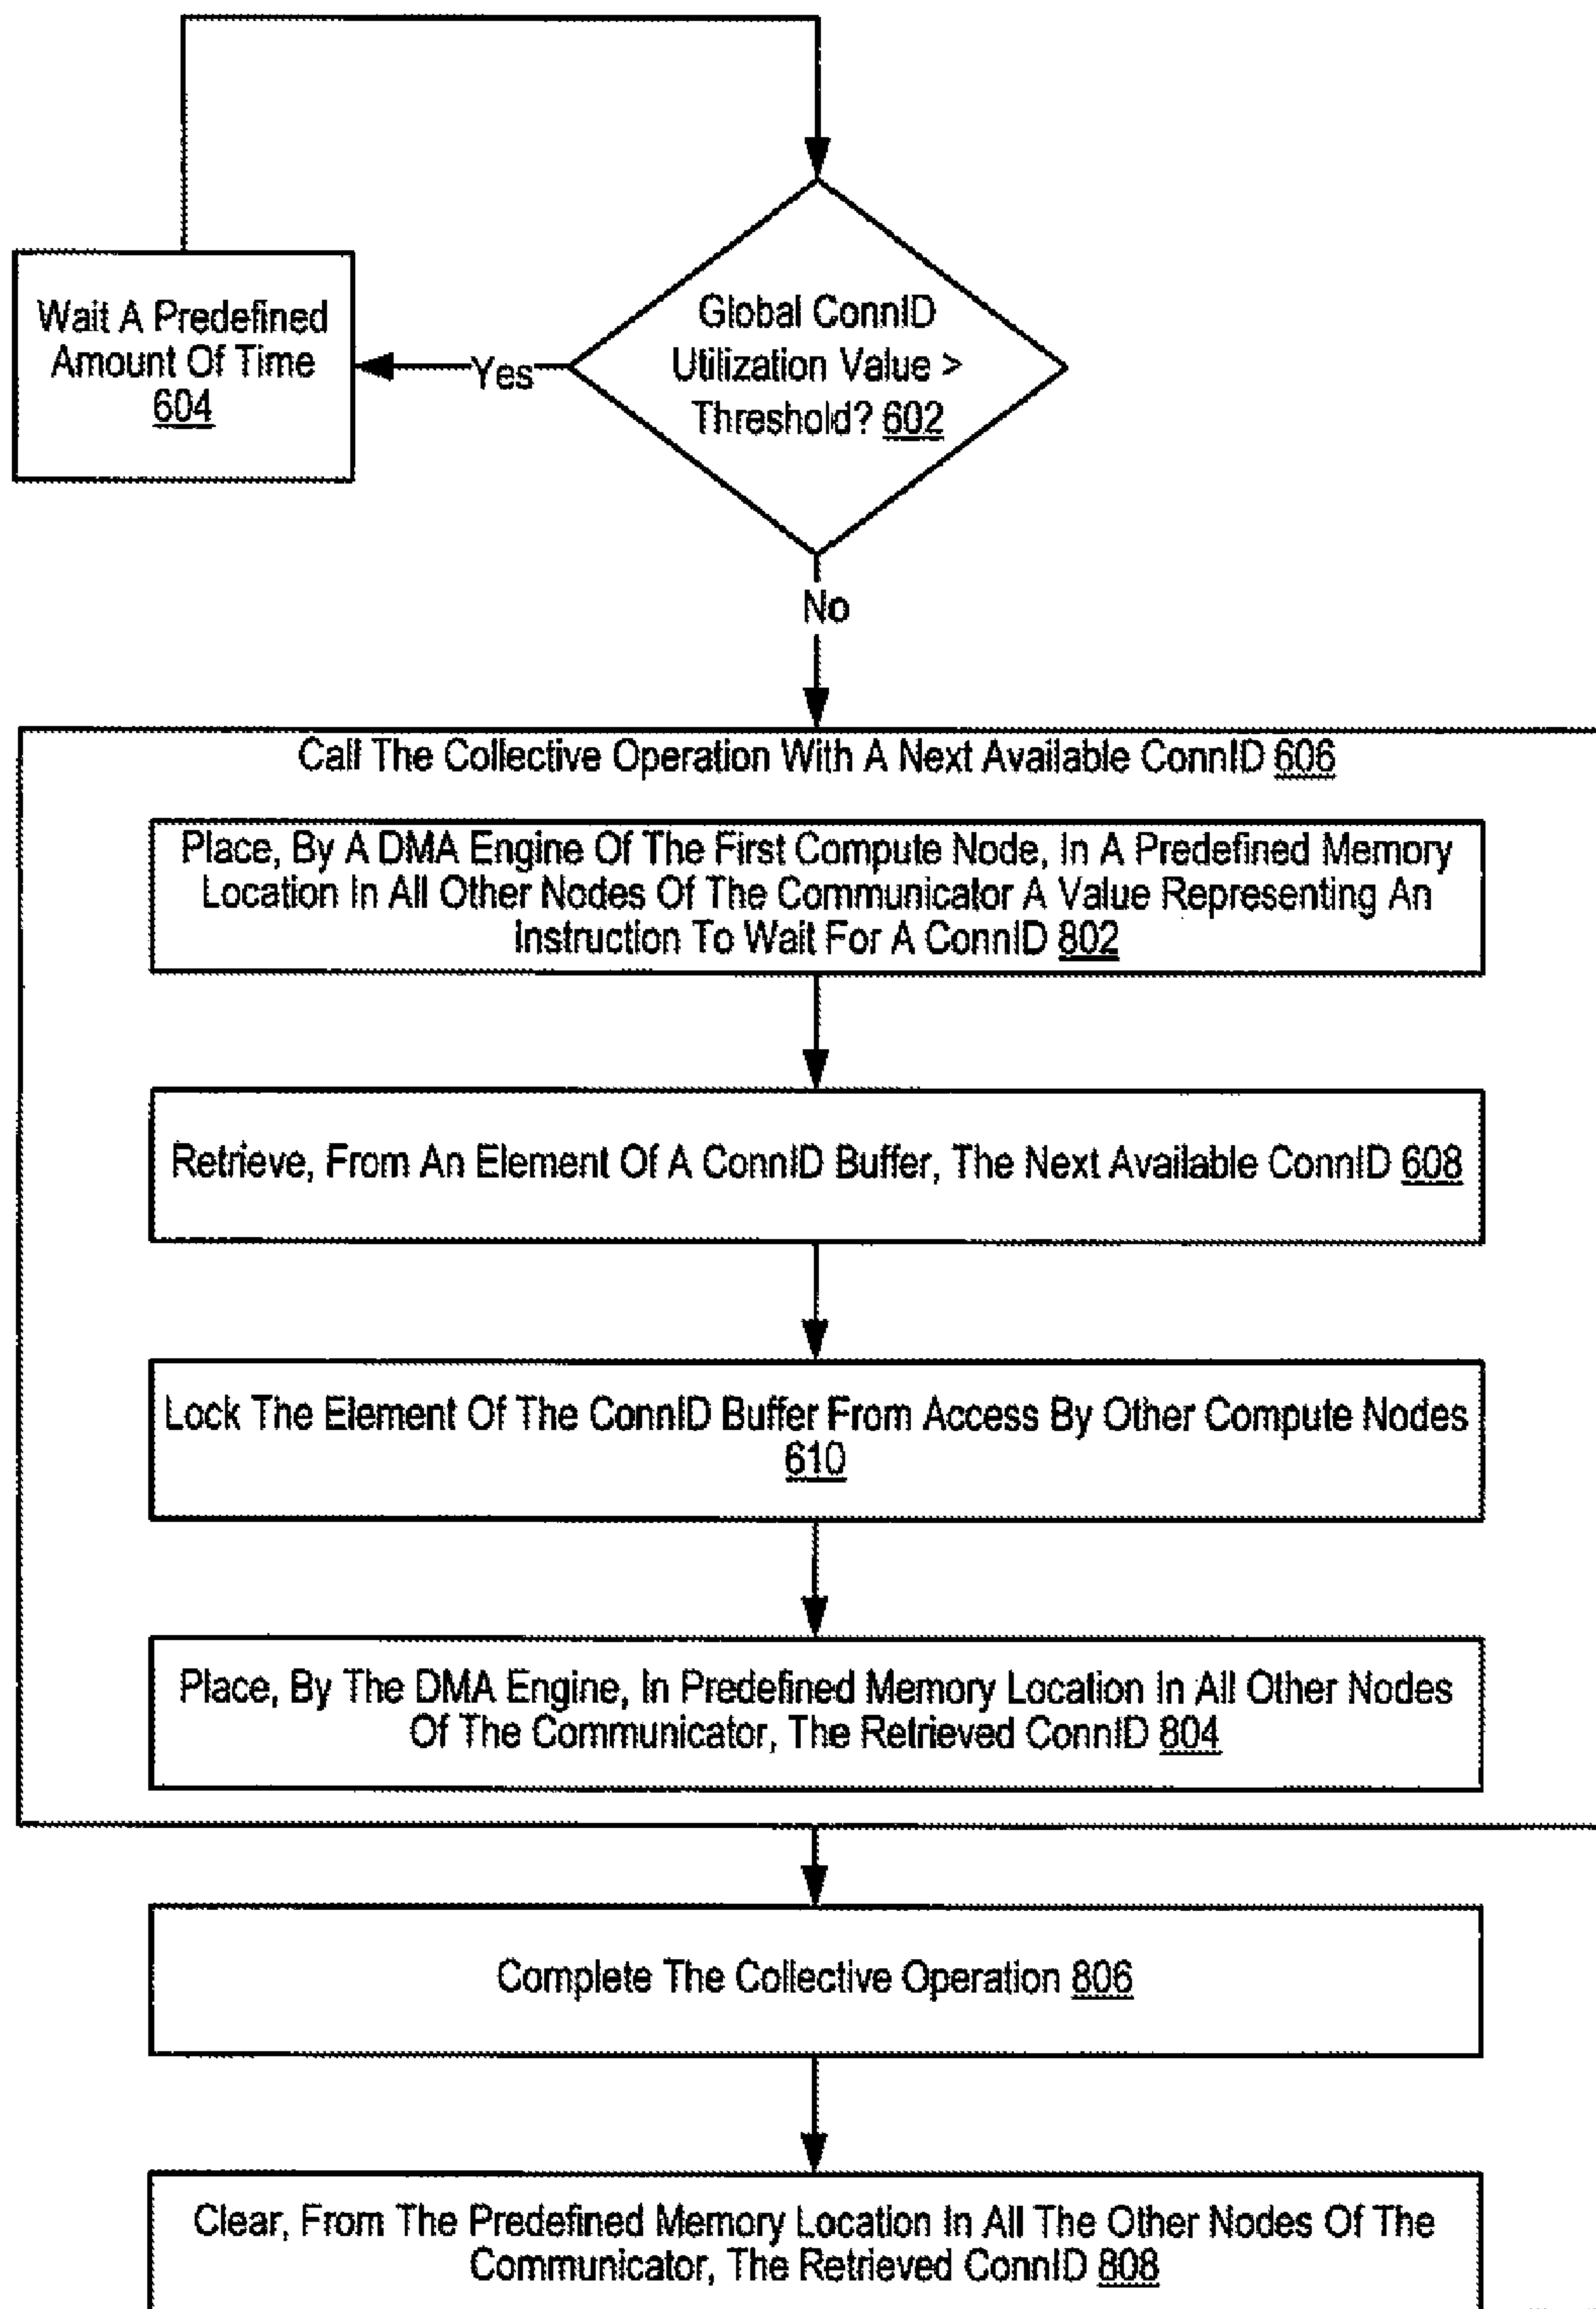 Wait A Predefined
Amount Of Time
604
Yes
Global ConnID
Utilization Value >
Threshold? 602
No
Call The Collective Operation With A Next Available ConnID 606
Place, By A DMA Engine Of The First Compute Node, In A Predefined Memory
Location In All Other Nodes Of The Communicator A Value Representing An
Instruction To Wait For A ConnID 802
Retrieve, From An Element Of A ConnID Buffer, The Next Available ConnID 608
Lock The Element Of The ConnID Buffer From Access By Other Compute Nodes
610
Place, By The DMA Engine, In Predefined Memory Location In All Other Nodes
Of The Communicator, The Retrieved ConnID 804
Complete The Collective Operation 806
Clear, From The Predefined Memory Location In All The Other Nodes Of The
Communicator, The Retrieved ConnID 808